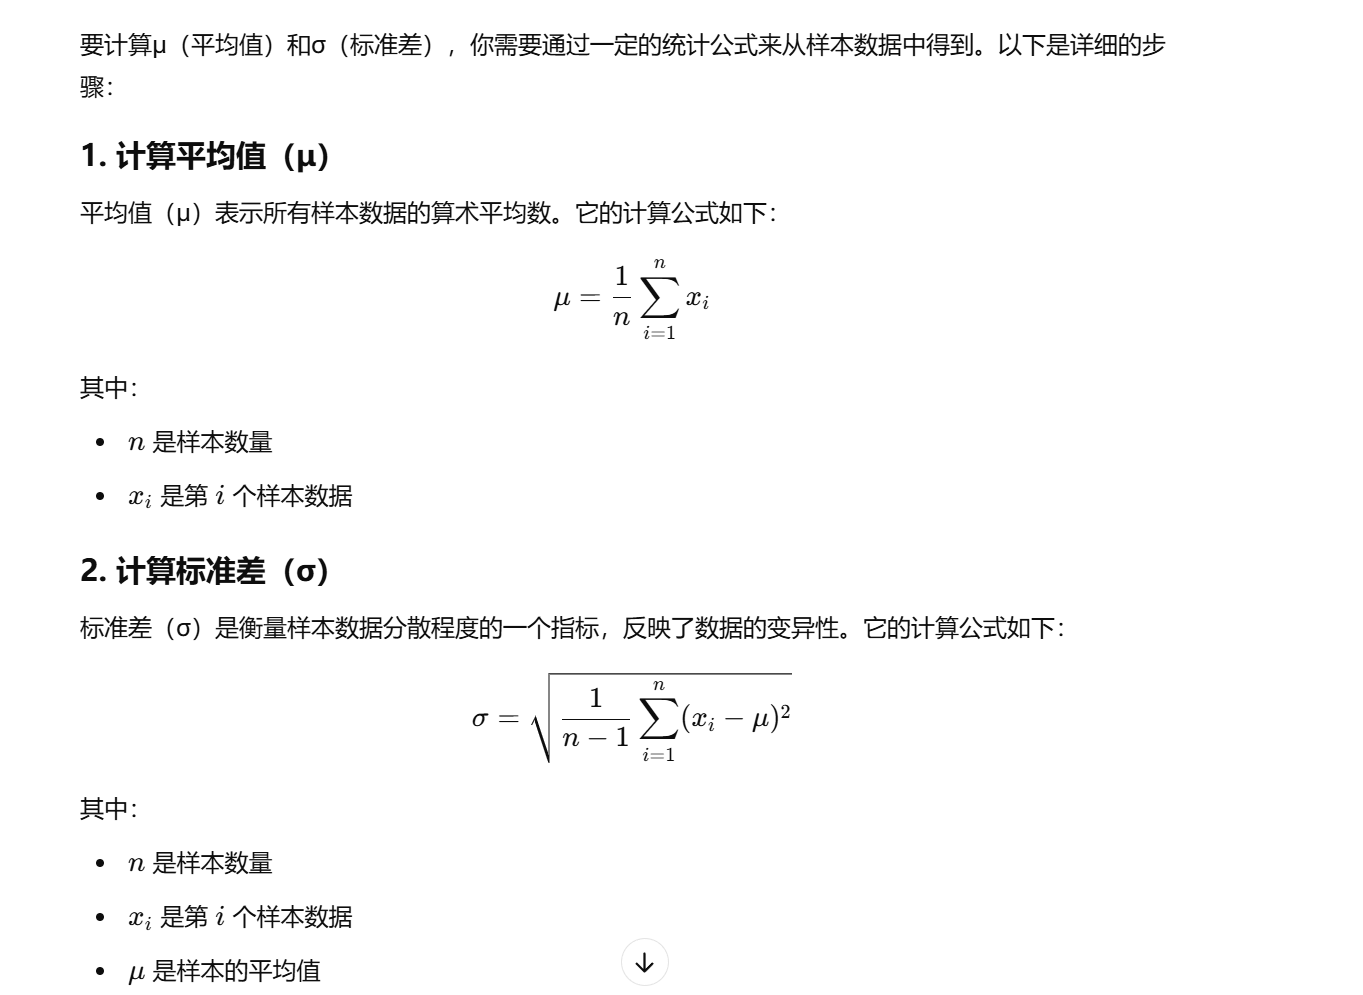 要计算μ（平均值）和σ（标准差），你需要通过一定的统计公式来从样本数据中得到。以下是详细的步
骤：
1. 计算平均值（μ）
平均值（μ）表示所有样本数据的算术平均数。它的计算公式如下：
μ = \frac{1}{n} \sum_{i=1}^{n} x_i
其中：
• n 是样本数量
• x_i 是第 i 个样本数据
2. 计算标准差（σ）
标准差（σ）是衡量样本数据分散程度的一个指标，反映了数据的变异性。它的计算公式如下：
σ = \sqrt{\frac{1}{n-1} \sum_{i=1}^{n} (x_i - μ)^2}
其中：
• n 是样本数量
• x_i 是第 i 个样本数据
• μ 是样本的平均值